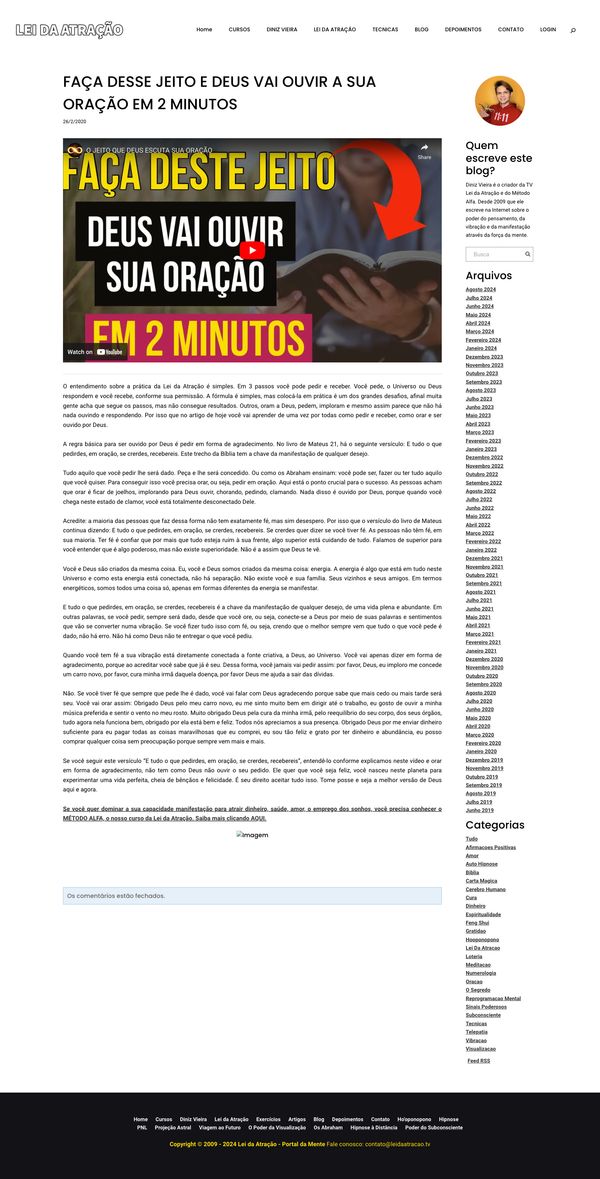 LEI DA ATRAÇÃO
Home CURSOS DINIZ VIEIRA LEI DA ATRAÇÃO TECNICAS BLOG DEPOIMENTOS CONTATO LOGIN
FAÇA DESSE JEITO E DEUS VAI OUVIR A SUA
ORAÇÃO EM 2 MINUTOS
26/2/2020
O JEITO QUE DEUS ESCUTA SUA ORAÇÃO
Share
FAÇA DESTE JEITO
DEUS VAI OUVIR
SUA ORAÇÃO
EM 2 MINUTOS
Watch on YouTube
O entendimento sobre a prática da Lei da Atração é simples. Em 3 passos você pode pedir e receber. Você pede, o Universo ou Deus
respondem e você recebe, conforme sua permissão. A fórmula é simples, mas colocá-la em prática é um dos grandes desafios, afinal muita
gente acha que segue os passos, mas não consegue resultados. Outros, oram a Deus, pedem, imploram e mesmo assim parece que não há
nada ouvindo e respondendo. Por isso que no artigo de hoje você vai aprender de uma vez por todas como pedir e receber, como orar e ser
ouvido por Deus.
A regra básica para ser ouvido por Deus é pedir em forma de agradecimento. No livro de Mateus 21, há o seguinte versículo: E tudo o que
pedirdes, em oração, se crerdes, recebereis. Este trecho da Bíblia tem a chave da manifestação de qualquer desejo.
Tudo aquilo que você pedir lhe será dado. Peça e lhe será concedido. Ou como os Abraham ensinam: você pode ser, fazer ou ter tudo aquilo
que você quiser. Para conseguir isso você precisa orar, ou seja, pedir em oração. Aqui está o ponto crucial para o sucesso. As pessoas acham
que orar é ficar de joelhos, implorando para Deus ouvir, chorando, pedindo, clamando. Nada disso é ouvido por Deus, porque quando você
chega neste estado de clamor, você está totalmente desconectado Dele.
Acredite: a maioria das pessoas que faz dessa forma não tem exatamente fé, mas sim desespero. Por isso que o versículo do livro de Mateus
continua dizendo: E tudo o que pedirdes, em oração, se crerdes, recebereis. Se crerdes quer dizer se você tiver fé. As pessoas não têm fé, em
sua maioria. Ter fé é confiar que por mais que tudo esteja ruim à sua frente, algo superior está cuidando de tudo. Falamos de superior para
você entender que é algo poderoso, mas não existe superioridade. Não é a assim que Deus te vê.
Você e Deus são criados da mesma coisa. Eu, você e Deus somos criados da mesma coisa: energia. A energia é algo que está em tudo neste
Universo e como esta energia está conectada, não há separação. Não existe você e sua família. Seus vizinhos e seus amigos. Em termos
energéticos, somos todos uma coisa só, apenas em formas diferentes da energia se manifestar.
E tudo o que pedirdes, em oração, se crerdes, recebereis é a chave da manifestação de qualquer desejo, de uma vida plena e abundante. Em
outras palavras, se você pedir, sempre será dado, desde que você ore, ou seja, conecte-se a Deus por meio de suas palavras e sentimentos
que vão se converter numa vibração. Se você fizer tudo isso com fé, ou seja, crendo que o melhor sempre vem que tudo o que você pede é
dado, não há erro. Não há como Deus não te entregar o que você pediu.
Quando você tem fé a sua vibração está diretamente conectada a fonte criativa, a Deus, ao Universo. Você vai apenas dizer em forma de
agradecimento, porque ao acreditar você sabe que já é seu. Dessa forma, você jamais vai pedir assim: por favor, Deus, eu imploro me concede
um carro novo, por favor, cura minha irmã daquela doença, por favor Deus me ajuda a sair das dívidas.
Não. Se você tiver fé que sempre que pede lhe é dado, você vai falar com Deus agradecendo porque sabe que mais cedo ou mais tarde será
seu. Você vai orar assim: Obrigado Deus pelo meu carro novo, eu me sinto muito bem em dirigir até o trabalho, eu gosto de ouvir a minha
música preferida e sentir o vento no meu rosto. Muito obrigado Deus pela cura da minha irmã, pelo reequilíbrio do seu corpo, dos seus órgãos,
tudo agora nela funciona bem, obrigado por ela está bem e feliz. Todos nós apreciamos a sua presença. Obrigado Deus por me enviar dinheiro
suficiente para eu pagar todas as coisas maravilhosas que eu comprei, eu sou tão feliz e grato por ter dinheiro e abundância, eu posso
comprar qualquer coisa sem preocupação porque sempre vem mais e mais.
Se você seguir este versículo “E tudo o que pedirdes, em oração, se crerdes, recebereis”, entendê-lo conforme explicamos neste vídeo e orar
em forma de agradecimento, não tem como Deus não ouvir o seu pedido. Ele quer que você seja feliz, você nasceu neste planeta para
experimentar uma vida perfeita, cheia de bênçãos e felicidade. É seu direito aceitar tudo isso. Tome posse e seja a melhor versão de Deus
aqui e agora.
Se você quer dominar a sua capacidade manifestação para atrair dinheiro, saúde, amor, o emprego dos sonhos, você precisa conhecer o
MÉTODO ALFA, o nosso curso da Lei da Atração. Saiba mais clicando AQUI.
Imagem
Os comentários estão fechados.
11:11
Quem
escreve este
blog?
Diniz Vieira é o criador da TV
Lei da Atração e do Método
Alfa. Desde 2009 que ele
escreve na Internet sobre o
poder do pensamento, da
vibração e da manifestação
através da força da mente.
Busca
Arquivos
Agosto 2024
Julho 2024
Junho 2024
Maio 2024
Abril 2024
Março 2024
Fevereiro 2024
Janeiro 2024
Dezembro 2023
Novembro 2023
Outubro 2023
Setembro 2023
Agosto 2023
Julho 2023
Junho 2023
Maio 2023
Abril 2023
Março 2023
Fevereiro 2023
Janeiro 2023
Dezembro 2022
Novembro 2022
Outubro 2022
Setembro 2022
Agosto 2022
Julho 2022
Junho 2022
Maio 2022
Abril 2022
Março 2022
Fevereiro 2022
Janeiro 2022
Dezembro 2021
Novembro 2021
Outubro 2021
Setembro 2021
Agosto 2021
Julho 2021
Junho 2021
Maio 2021
Abril 2021
Março 2021
Fevereiro 2021
Janeiro 2021
Dezembro 2020
Novembro 2020
Outubro 2020
Setembro 2020
Agosto 2020
Julho 2020
Junho 2020
Maio 2020
Abril 2020
Março 2020
Fevereiro 2020
Janeiro 2020
Dezembro 2019
Novembro 2019
Outubro 2019
Setembro 2019
Agosto 2019
Julho 2019
Junho 2019
Categorias
Tudo
Afirmacoes Positivas
Amor
Auto Hipnose
Biblia
Carta Magica
Cerebro Humano
Cura
Dinheiro
Espiritualidade
Feng Shui
Gratidao
Hooponopono
Lei Da Atracao
Loteria
Meditacao
Numerologia
Oracao
O Segredo
Reprogramacao Mental
Sinais Poderosos
Subconsciente
Tecnicas
Telepatia
Vibracao
Visualizacao
Feed RSS
Home Cursos Diniz Vieira Lei da Atração Exercícios Artigos Blog Depoimentos Contato Ho'oponopono Hipnose
PNL Projeção Astral Viagem ao Futuro O Poder da Visualização Os Abraham Hipnose à Distância Poder do Subconsciente
Copyright © 2009 - 2024 Lei da Atração - Portal da Mente Fale conosco: contato@leidaatracao.tv